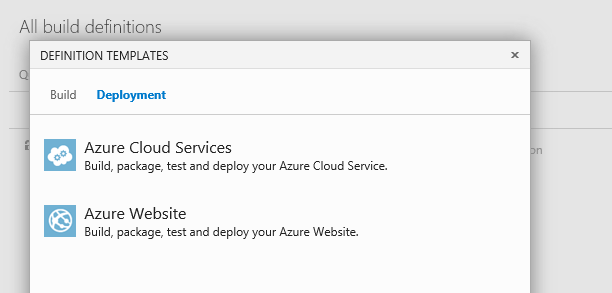 All build definitions
DEFINITION TEMPLATES ×
Q
Build Deployment
Azure Cloud Services
Build, package, test and deploy your Azure Cloud Service.
on
Azure Website
Build, package, test and deploy your Azure Website.